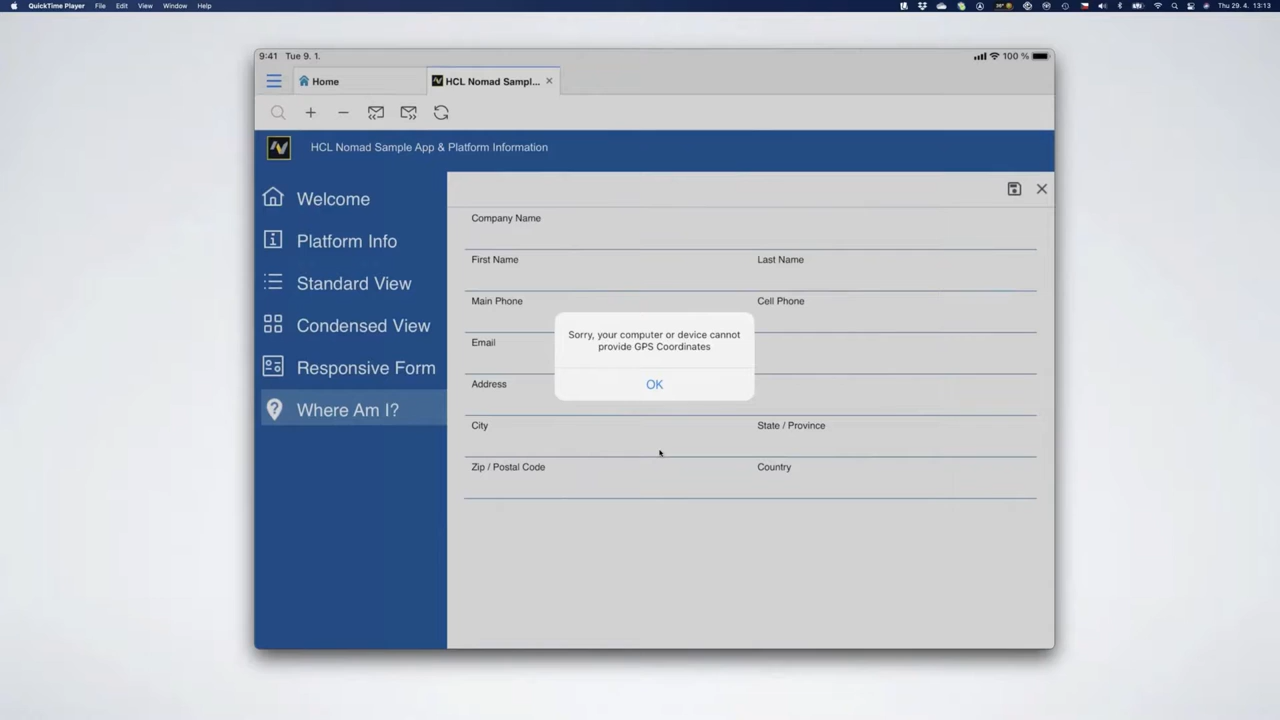 QuickTime Player File Edit View Window Help Thu 29. 4. 13:13
9:41 Tue 9. 1. 100 %
Home HCL Nomad Sampl...
HCL Nomad Sample App & Platform Information
Welcome
Platform Info
Standard View
Condensed View
Responsive Form
Where Am I?
Company Name
First Name Last Name
Main Phone Cell Phone
Email
Address
City State / Province
Zip / Postal Code Country
Sorry, your computer or device cannot
provide GPS Coordinates
OK